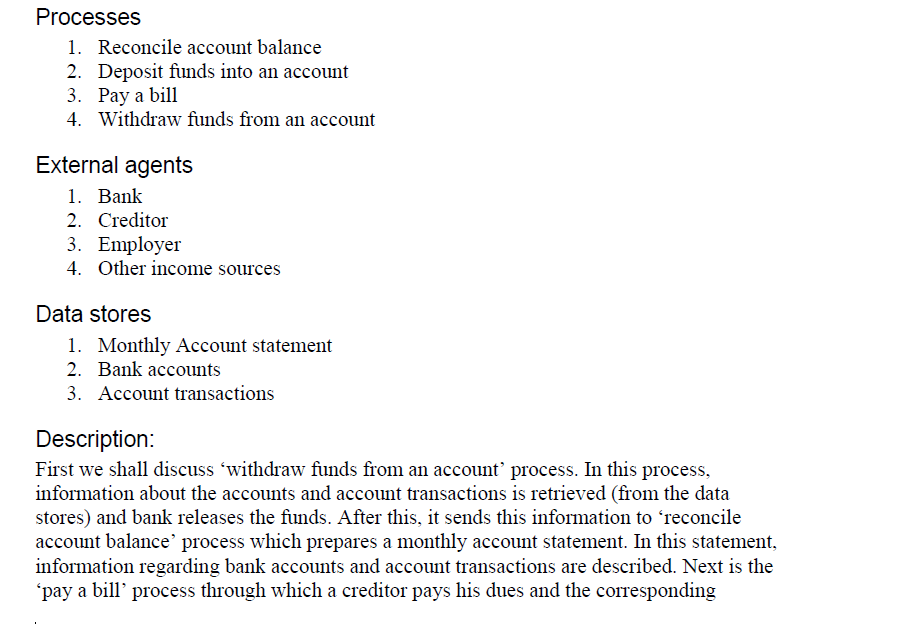 Processes
1. Reconcile account balance
2. Deposit funds into an account
3. Pay a bill
4. Withdraw funds from an account
External agents
1. Bank
2. Creditor
3. Employer
4. Other income sources
Data stores
1. Monthly Account statement
2. Bank accounts
3. Account transactions
Description:
First we shall discuss ‘withdraw funds from an account’ process. In this process,
information about the accounts and account transactions is retrieved (from the data
stores) and bank releases the funds. After this, it sends this information to ‘reconcile
account balance’ process which prepares a monthly account statement. In this statement,
information regarding bank accounts and account transactions are described. Next is the
‘pay a bill’ process through which a creditor pays his dues and the corresponding